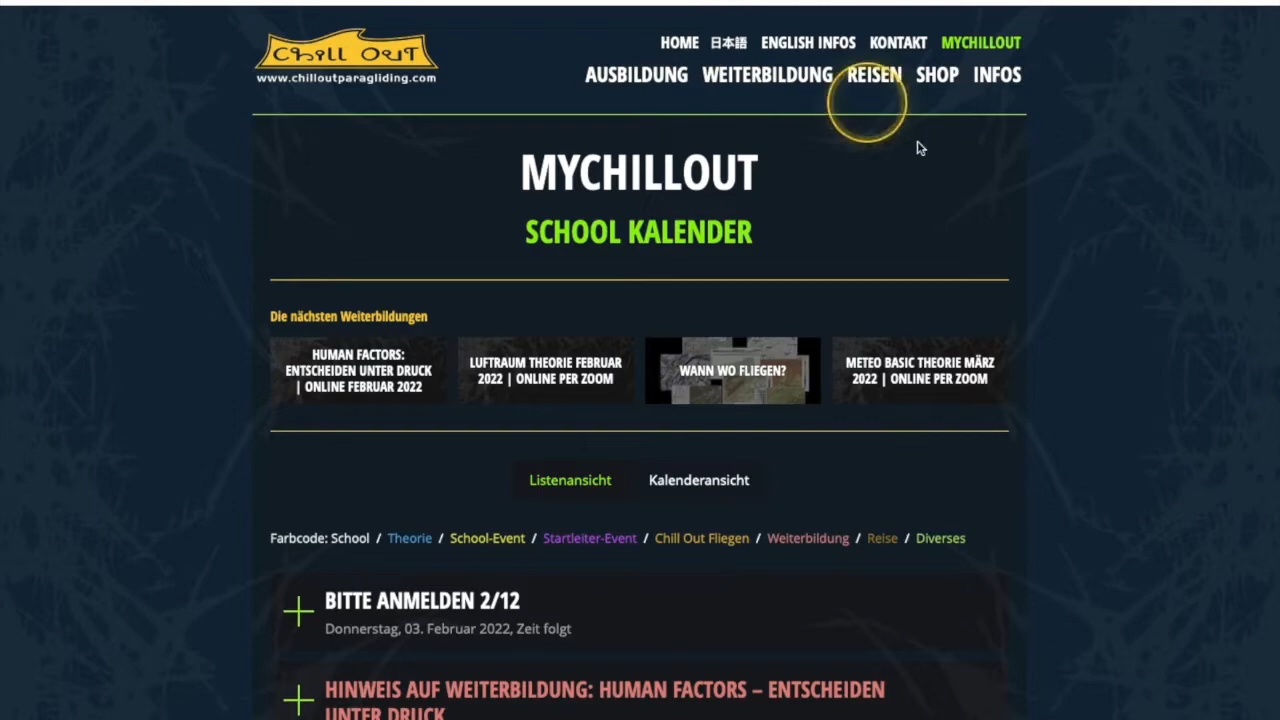 Chill Out
www.chilloutparagliding.com
HOME 日本語 ENGLISH INFOS KONTAKT MYCHILLOUT
AUSBILDUNG WEITERBILDUNG REISEN SHOP INFOS
MYCHILLOUT
SCHOOL KALENDER
Die nächsten Weiterbildungen
HUMAN FACTORS:
ENTSCHEIDEN UNTER DRUCK
| ONLINE FEBRUAR 2022
LUFTRAUM THEORIE FEBRUAR
2022 | ONLINE PER ZOOM
WANN WO FLIEGEN?
METEO BASIC THEORIE MÄRZ
2022 | ONLINE PER ZOOM
Listenansicht Kalenderansicht
Farbcode: School / Theorie / School-Event / Startleiter-Event / Chill Out Fliegen / Weiterbildung / Reise / Diverses
BITTE ANMELDEN 2/12
Donnerstag, 03. Februar 2022, Zeit folgt
HINWEIS AUF WEITERBILDUNG: HUMAN FACTORS – ENTSCHEIDEN
UNTER DRUCK